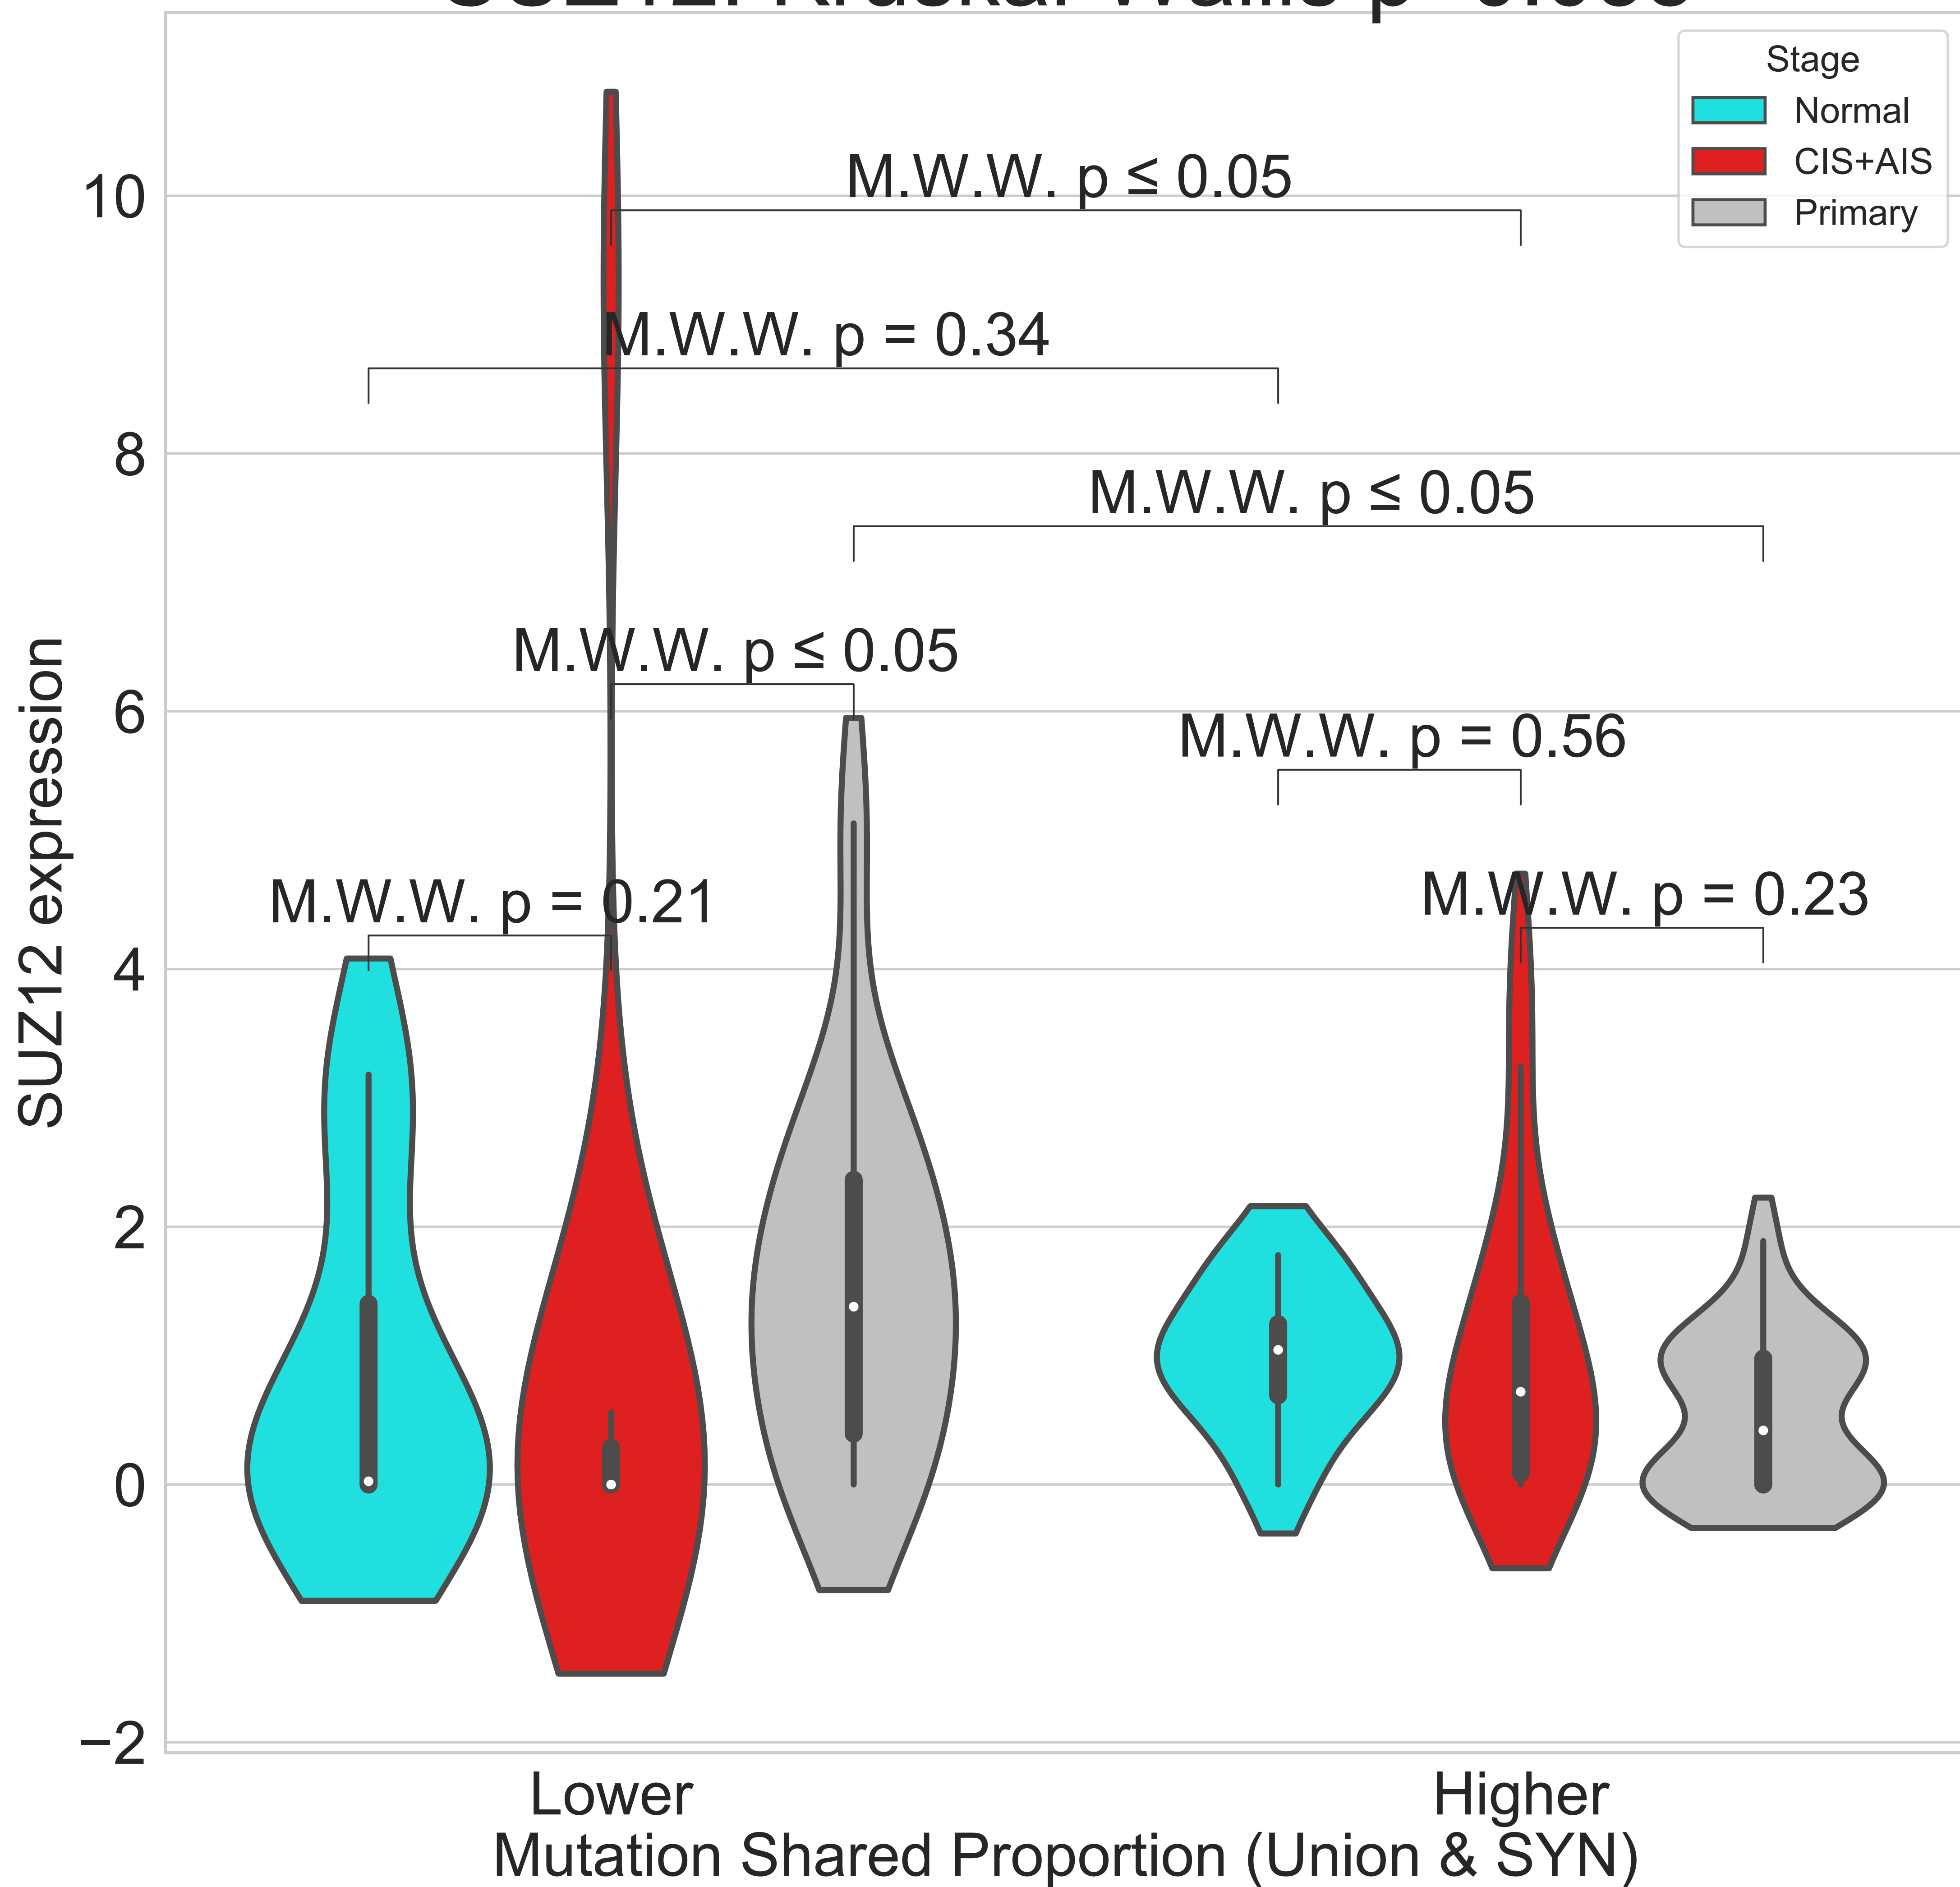 Stage
Normal
CIS+AIS
Primary
M.W.W. p ≤ 0.05
M.W.W. p = 0.34
M.W.W. p ≤ 0.05
M.W.W. p ≤ 0.05
M.W.W. p = 0.56
M.W.W. p = 0.21
M.W.W. p = 0.23
SUZ12 expression
10
8
6
4
2
0
−2
Lower
Higher
Mutation Shared Proportion (Union & SYN)